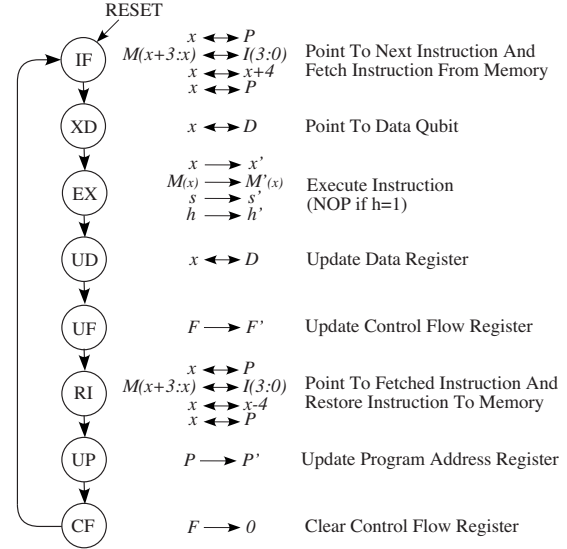 RESET
IF
x ↔ P
M(x+3:x) ↔ I(3:0)
x ↔ x+4
x ↔ P
Point To Next Instruction And
Fetch Instruction From Memory
XD
x ↔ D
Point To Data Qubit
EX
x → x'
M(x) → M'(x)
s → s'
h → h'
Execute Instruction
(NOP if h=1)
UD
x ↔ D
Update Data Register
UF
F → F'
Update Control Flow Register
RI
x ↔ P
M(x+3:x) ↔ I(3:0)
x ↔ x-4
x ↔ P
Point To Fetched Instruction And
Restore Instruction To Memory
UP
P → P'
Update Program Address Register
CF
F → 0
Clear Control Flow Register